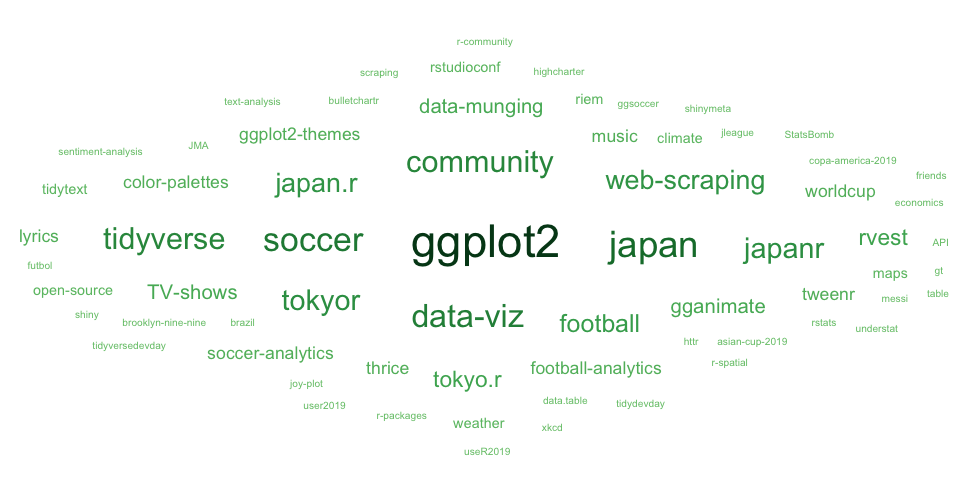 r-community
scraping rstudioconf highcharter
text-analysis bulletchartr data-munging riem ggsoccer shinymeta
ggplot2-themes music climate jleague StatsBomb
sentiment-analysis JMA community copa-america-2019
tidytext color-palettes japan.r web-scraping worldcup friends
economics
lyrics tidyverse soccer ggplot2 japan japanr rvest API
futbol maps gt
open-source TV-shows tokyor gganimate tweenr messi table
shiny brooklyn-nine-nine brazil data-viz football rstats understat
tidyversedevday soccer-analytics httr asian-cup-2019
thrice football-analytics r-spatial
joy-plot tokyo.r
user2019 r-packages data.table tidydevday
weather xkcd
useR2019